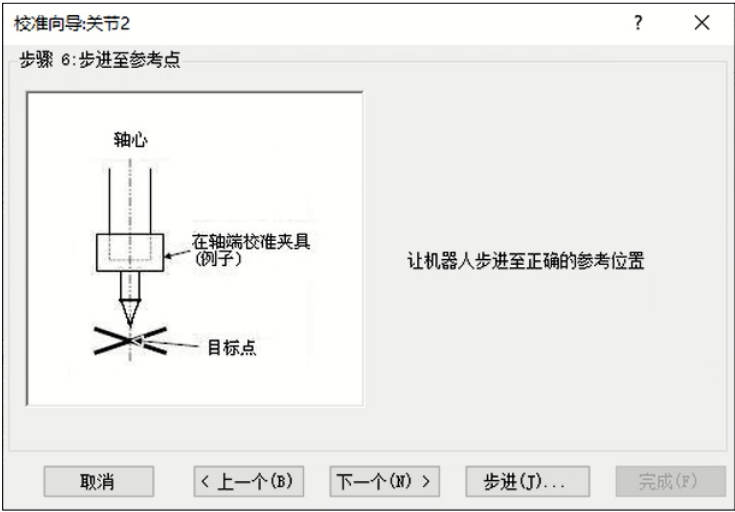 校准向导:关节2
?
步骤 6:步进至参考点
轴心
在轴端校准夹具
(例子)
目标点
让机器人步进至正确的参考位置
取消
< 上一个(B)
下一个(N) >
步进(J)...
完成(F)